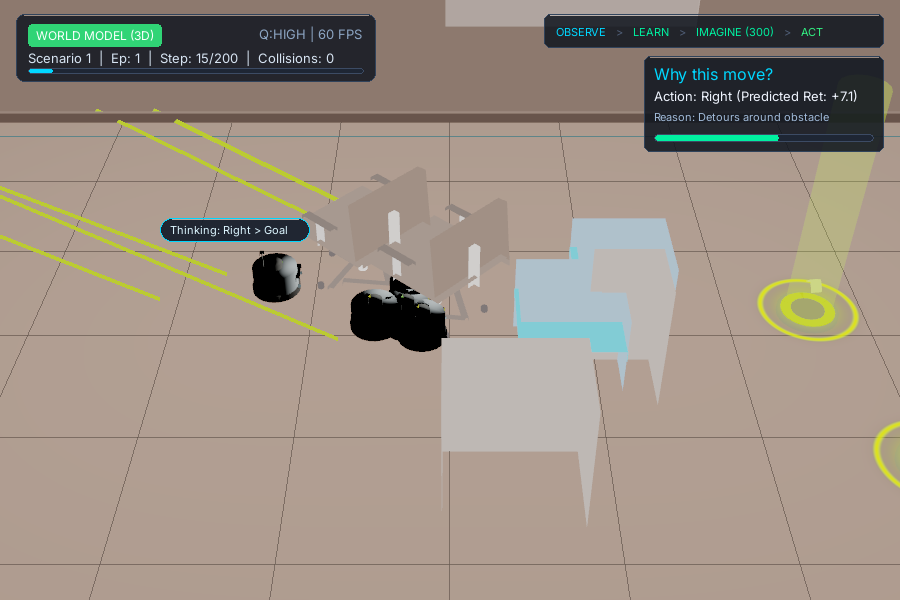 WORLD MODEL (3D)
Q:HIGH | 60 FPS
Scenario 1 | Ep: 1 | Step: 15/200 | Collisions: 0
OBSERVE > LEARN > IMAGINE (300) > ACT
Why this move?
Action: Right (Predicted Ret: +7.1)
Reason: Detours around obstacle
Thinking: Right > Goal